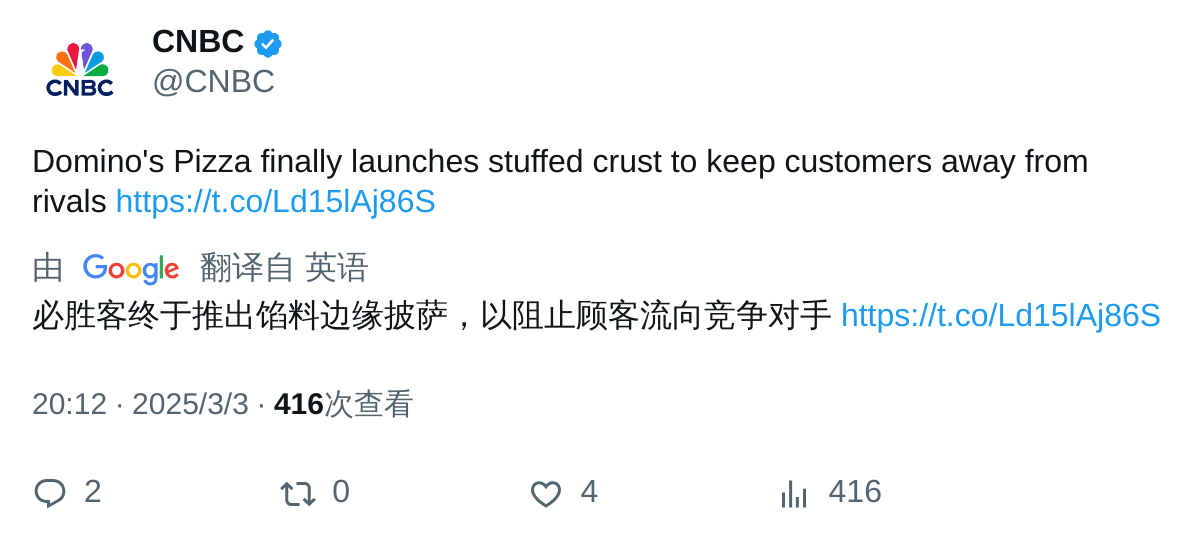 CNBC
CNBC
@CNBC
Domino's Pizza finally launches stuffed crust to keep customers away from
rivals https://t.co/Ld15lAj86S
由 Google 翻译自 英语
必胜客终于推出馅料边缘披萨，以阻止顾客流向竞争对手 https://t.co/Ld15lAj86S
20:12 · 2025/3/3 · 416次查看
2 0 4 416